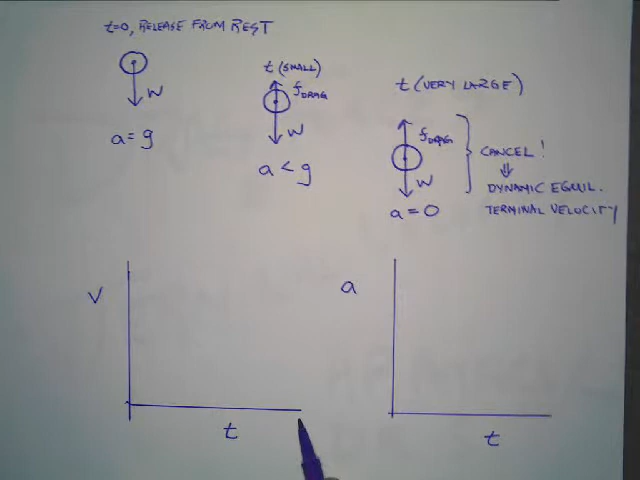 t=0, RELEASE FROM REST
W
a = g
t (SMALL)
fDRAG
W
a < g
t (VERY LARGE)
fDRAG
W
a = 0
CANCEL!
⇓
DYNAMIC EQUIL.
TERMINAL VELOCITY
v
t
a
t